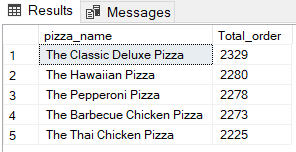 Results Messages
pizza_name Total_order
1 The Classic Deluxe Pizza 2329
2 The Hawaiian Pizza 2280
3 The Pepperoni Pizza 2278
4 The Barbecue Chicken Pizza 2273
5 The Thai Chicken Pizza 2225